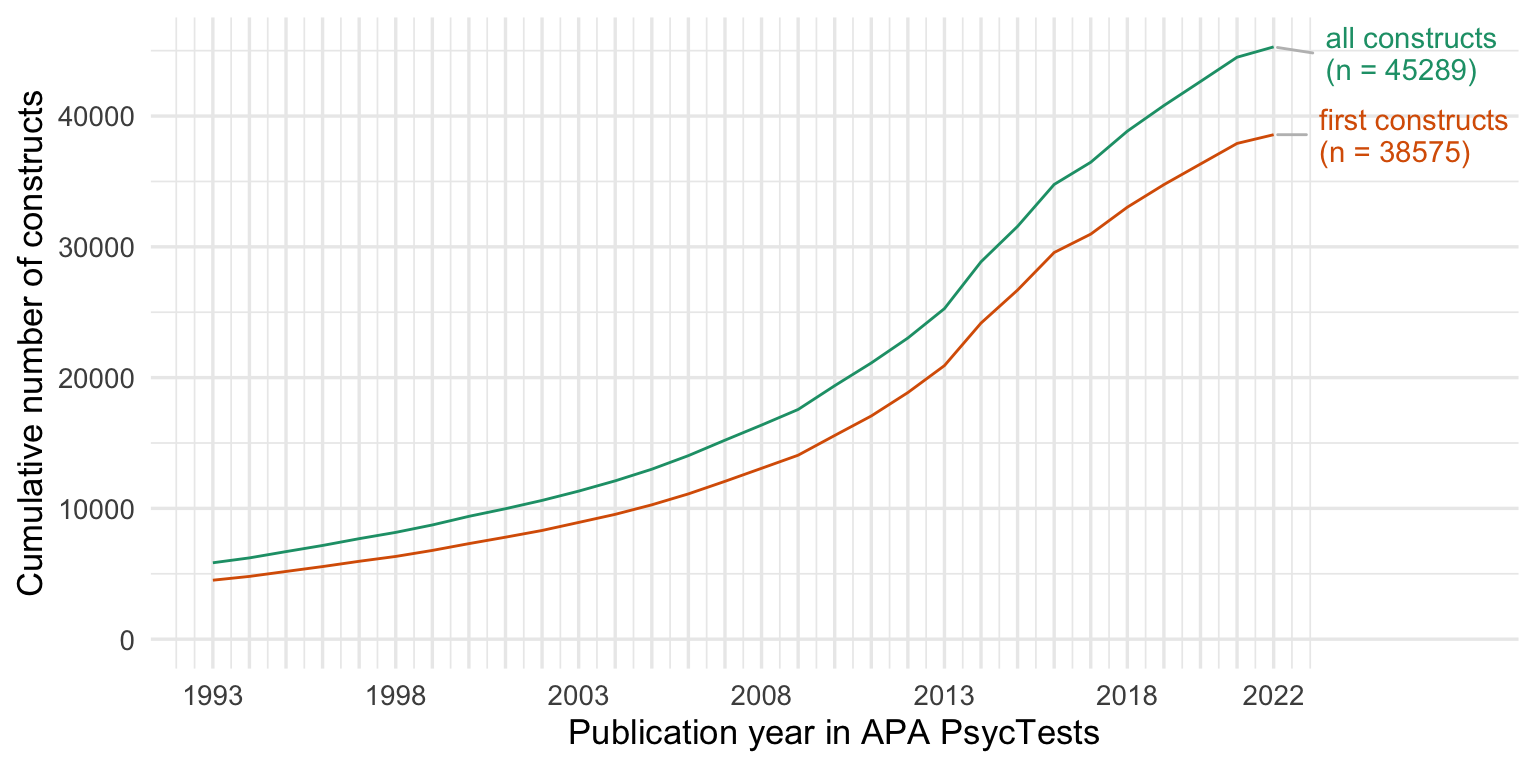 all constructs
(n = 45289)
first constructs
(n = 38575)
Cumulative number of constructs
40000
30000
20000
10000
0
1993 1998 2003 2008 2013 2018 2022
Publication year in APA PsycTests